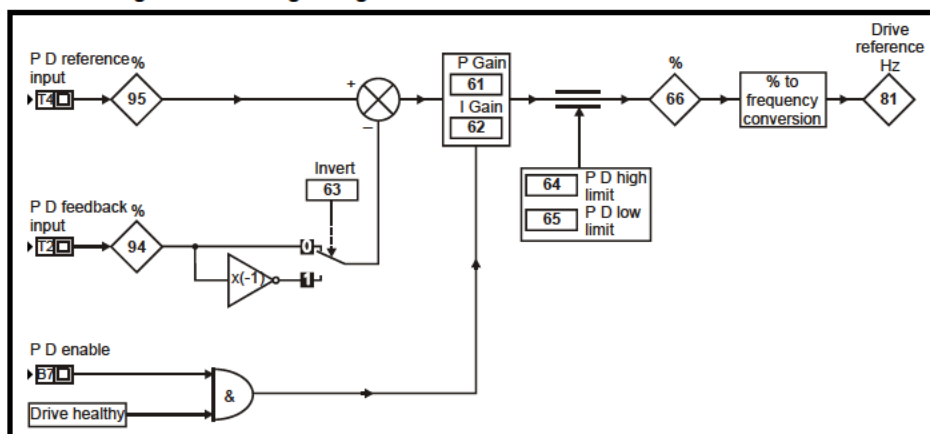 P D reference
input
%
T4
95
+
−
P Gain
61
I Gain
62
%
66
% to
frequency
conversion
Drive
reference
Hz
81
Invert
63
64
P D high
limit
65
P D low
limit
P D feedback
input
%
T2
94
x(-1)
0
1
P D enable
B7
Drive healthy
&